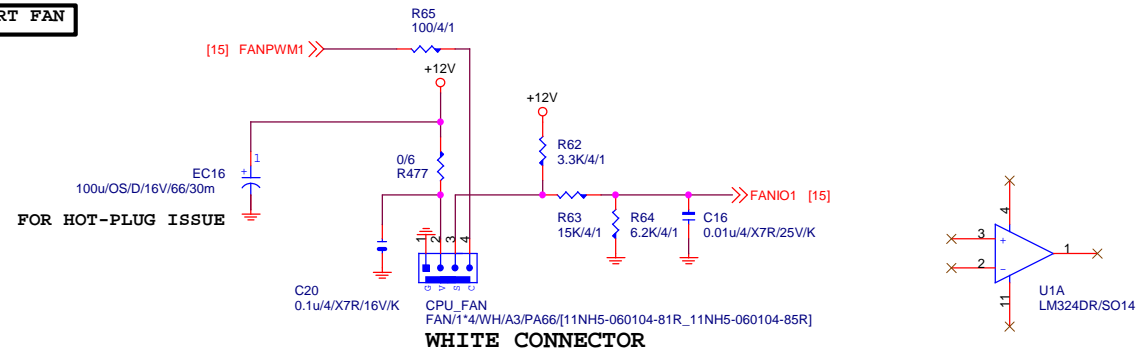 RT FAN
R65
100/4/1
[15] FANPWM1
+12V
+12V
R62
3.3K/4/1
1
+
EC16
100u/OS/D/16V/66/30m
0/6
R477
FANIO1 [15]
FOR HOT-PLUG ISSUE
R63
15K/4/1
R64
6.2K/4/1
C16
0.01u/4/X7R/25V/K
1 2 3 4
G V S C
C20
0.1u/4/X7R/16V/K
CPU_FAN
FAN/1*4/WH/A3/PA66/[11NH5-060104-81R_11NH5-060104-85R]
WHITE CONNECTOR
4
3
+
1
2
-
11
U1A
LM324DR/SO14